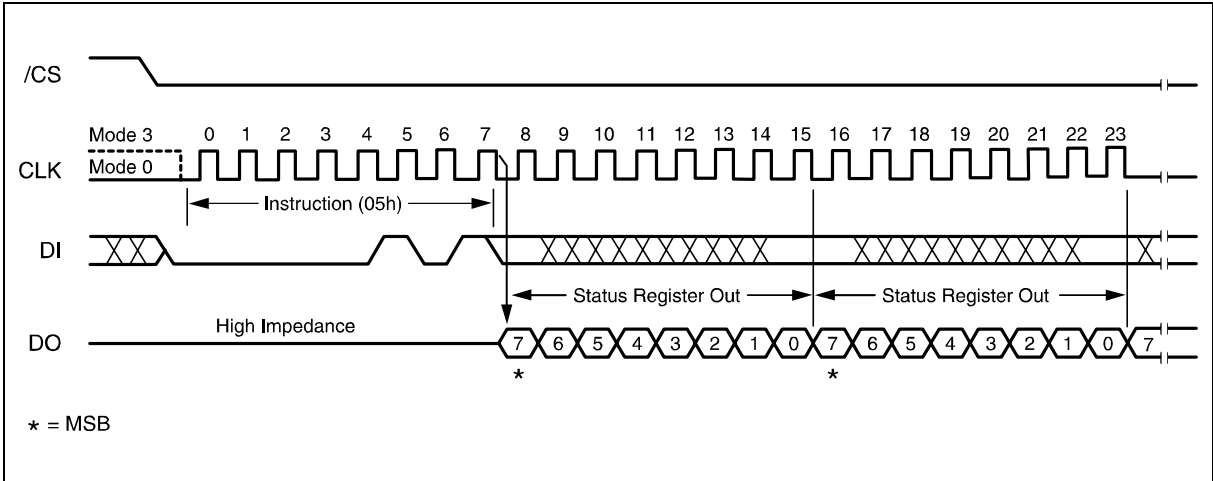 /CS
Mode 3 0 1 2 3 4 5 6 7 8 9 10 11 12 13 14 15 16 17 18 19 20 21 22 23
CLK Mode 0
Instruction (05h)
DI
Status Register Out Status Register Out
High Impedance
DO 7 6 5 4 3 2 1 0 7 6 5 4 3 2 1 0 7
* *
* = MSB